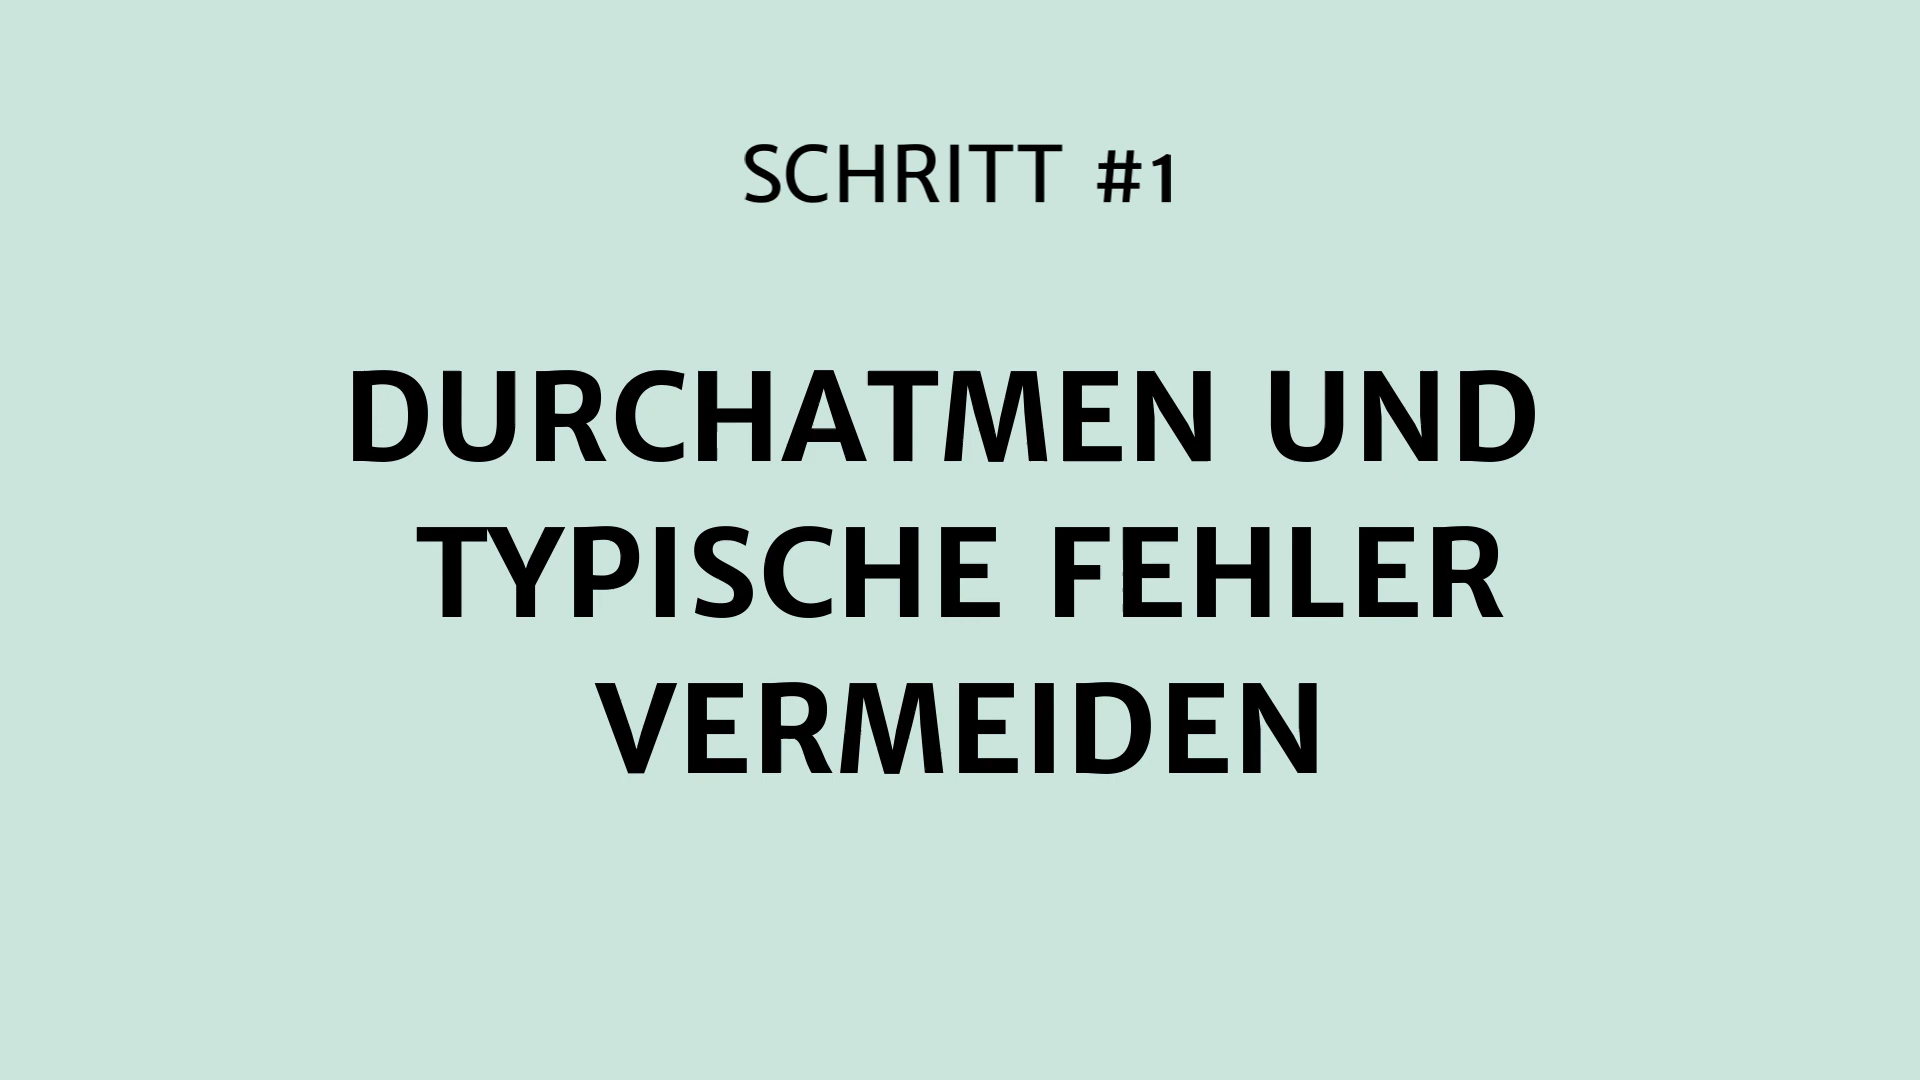 SCHRITT #1
DURCHATMEN UND
TYPISCHE FEHLER
VERMEIDEN